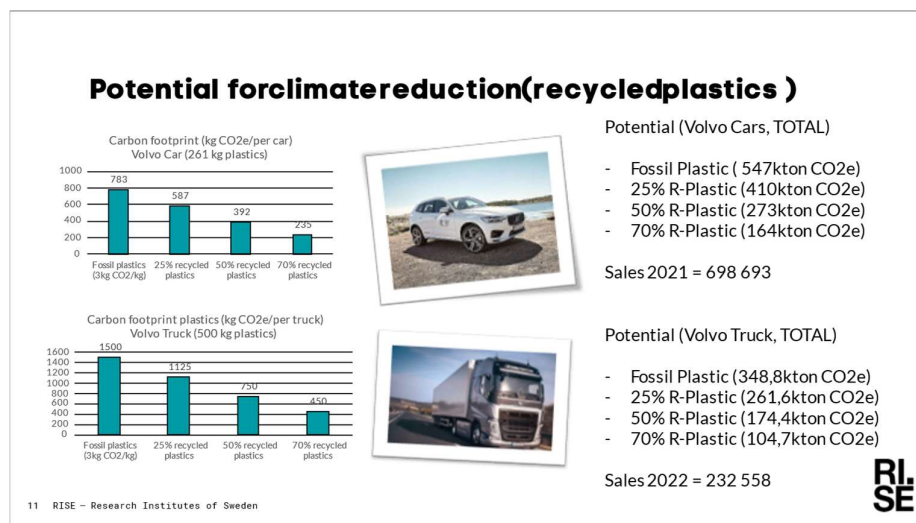 Potential forclimatereduction(recycledplastics )
Carbon footprint (kg CO2e/per car)
Volvo Car (261 kg plastics)
1000
800
600
400
200
0
783
587
392
235
Fossil plastics
(3kg CO2/kg)
25% recycled
plastics
50% recycled
plastics
70% recycled
plastics
Potential (Volvo Cars, TOTAL)
- Fossil Plastic ( 547kton CO2e)
- 25% R-Plastic (410kton CO2e)
- 50% R-Plastic (273kton CO2e)
- 70% R-Plastic (164kton CO2e)
Sales 2021 = 698 693
Carbon footprint plastics (kg CO2e/per truck)
Volvo Truck (500 kg plastics)
1600
1400
1200
1000
800
600
400
200
0
1500
1125
750
450
Fossil plastics
(3kg CO2/kg)
25% recycled
plastics
50% recycled
plastics
70% recycled
plastics
Potential (Volvo Truck, TOTAL)
- Fossil Plastic (348,8kton CO2e)
- 25% R-Plastic (261,6kton CO2e)
- 50% R-Plastic (174,4kton CO2e)
- 70% R-Plastic (104,7kton CO2e)
Sales 2022 = 232 558
11 RISE — Research Institutes of Sweden
RI.
SE